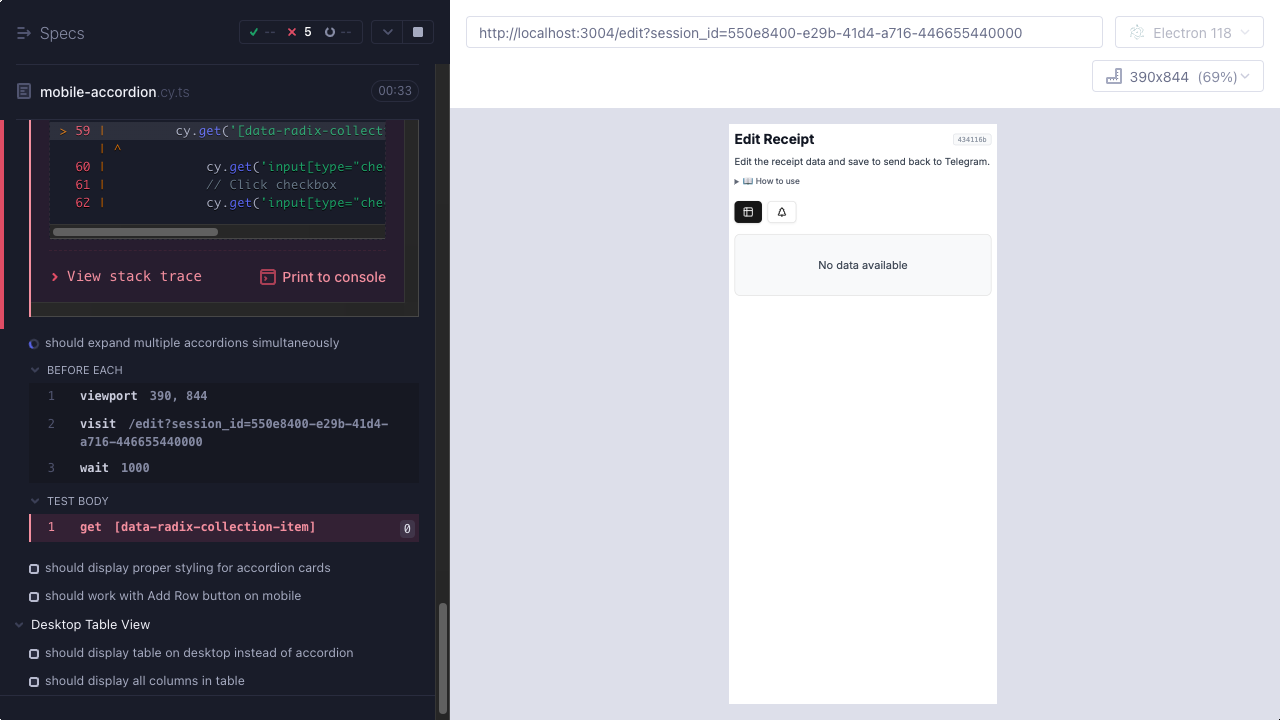 Specs
-- 5 --
mobile-accordion.cy.ts 00:33
> 59 | cy.get('[data-radix-collect
| ^
60 | cy.get('input[type="che
61 | // Click checkbox
62 | cy.get('input[type="che
View stack trace Print to console
should expand multiple accordions simultaneously
BEFORE EACH
1 viewport 390, 844
2 visit /edit?session_id=550e8400-e29b-41d4-
a716-446655440000
3 wait 1000
TEST BODY
1 get [data-radix-collection-item] 0
should display proper styling for accordion cards
should work with Add Row button on mobile
Desktop Table View
should display table on desktop instead of accordion
should display all columns in table
http://localhost:3004/edit?session_id=550e8400-e29b-41d4-a716-446655440000
Electron 118
390x844 (69%)
Edit Receipt 434116b
Edit the receipt data and save to send back to Telegram.
How to use
No data available